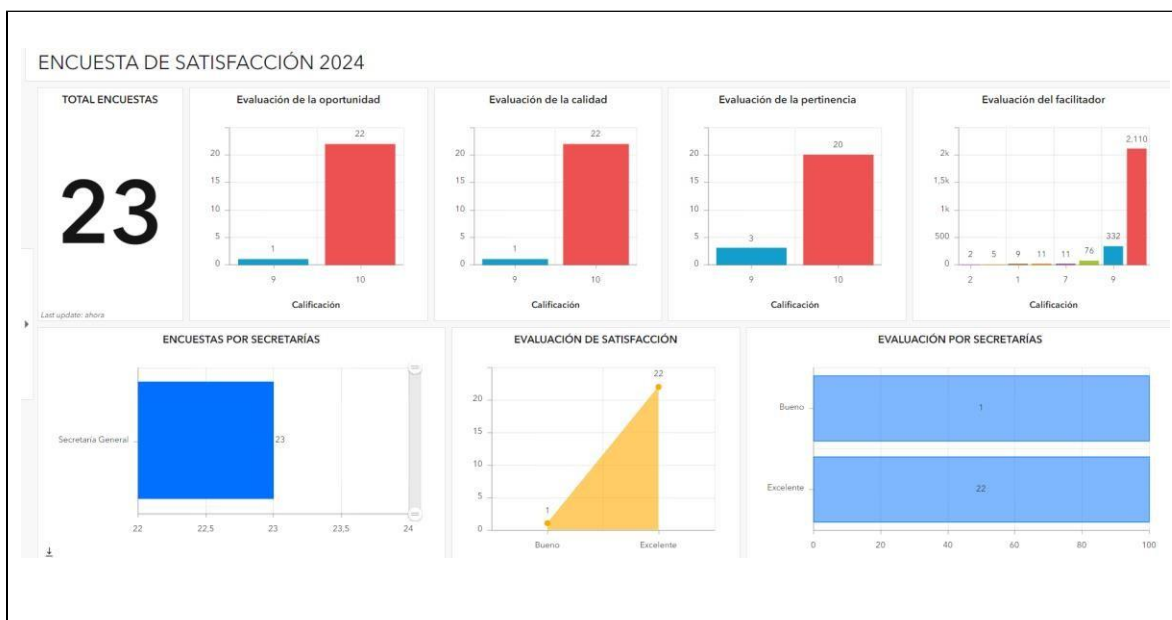 ENCUESTA DE SATISFACCIÓN 2024
TOTAL ENCUESTAS
23
Last update: ahora
Evaluación de la oportunidad
22
20
15
10
5
1
0
9 10
Calificación
Evaluación de la calidad
22
20
15
10
5
1
0
9 10
Calificación
Evaluación de la pertinencia
20
20
15
10
5
3
0
9 10
Calificación
Evaluación del facilitador
2.110
2k
1,5k
1k
500
2 5 9 11 11 76 332
0
2 1 7 9
Calificación
ENCUESTAS POR SECRETARÍAS
Secretaría General 23
22 22,5 23 23,5 24
EVALUACIÓN DE SATISFACCIÓN
22
20
15
10
5
1
0
Bueno Excelente
EVALUACIÓN POR SECRETARÍAS
Bueno 1
Excelente 22
0 20 40 60 80 100